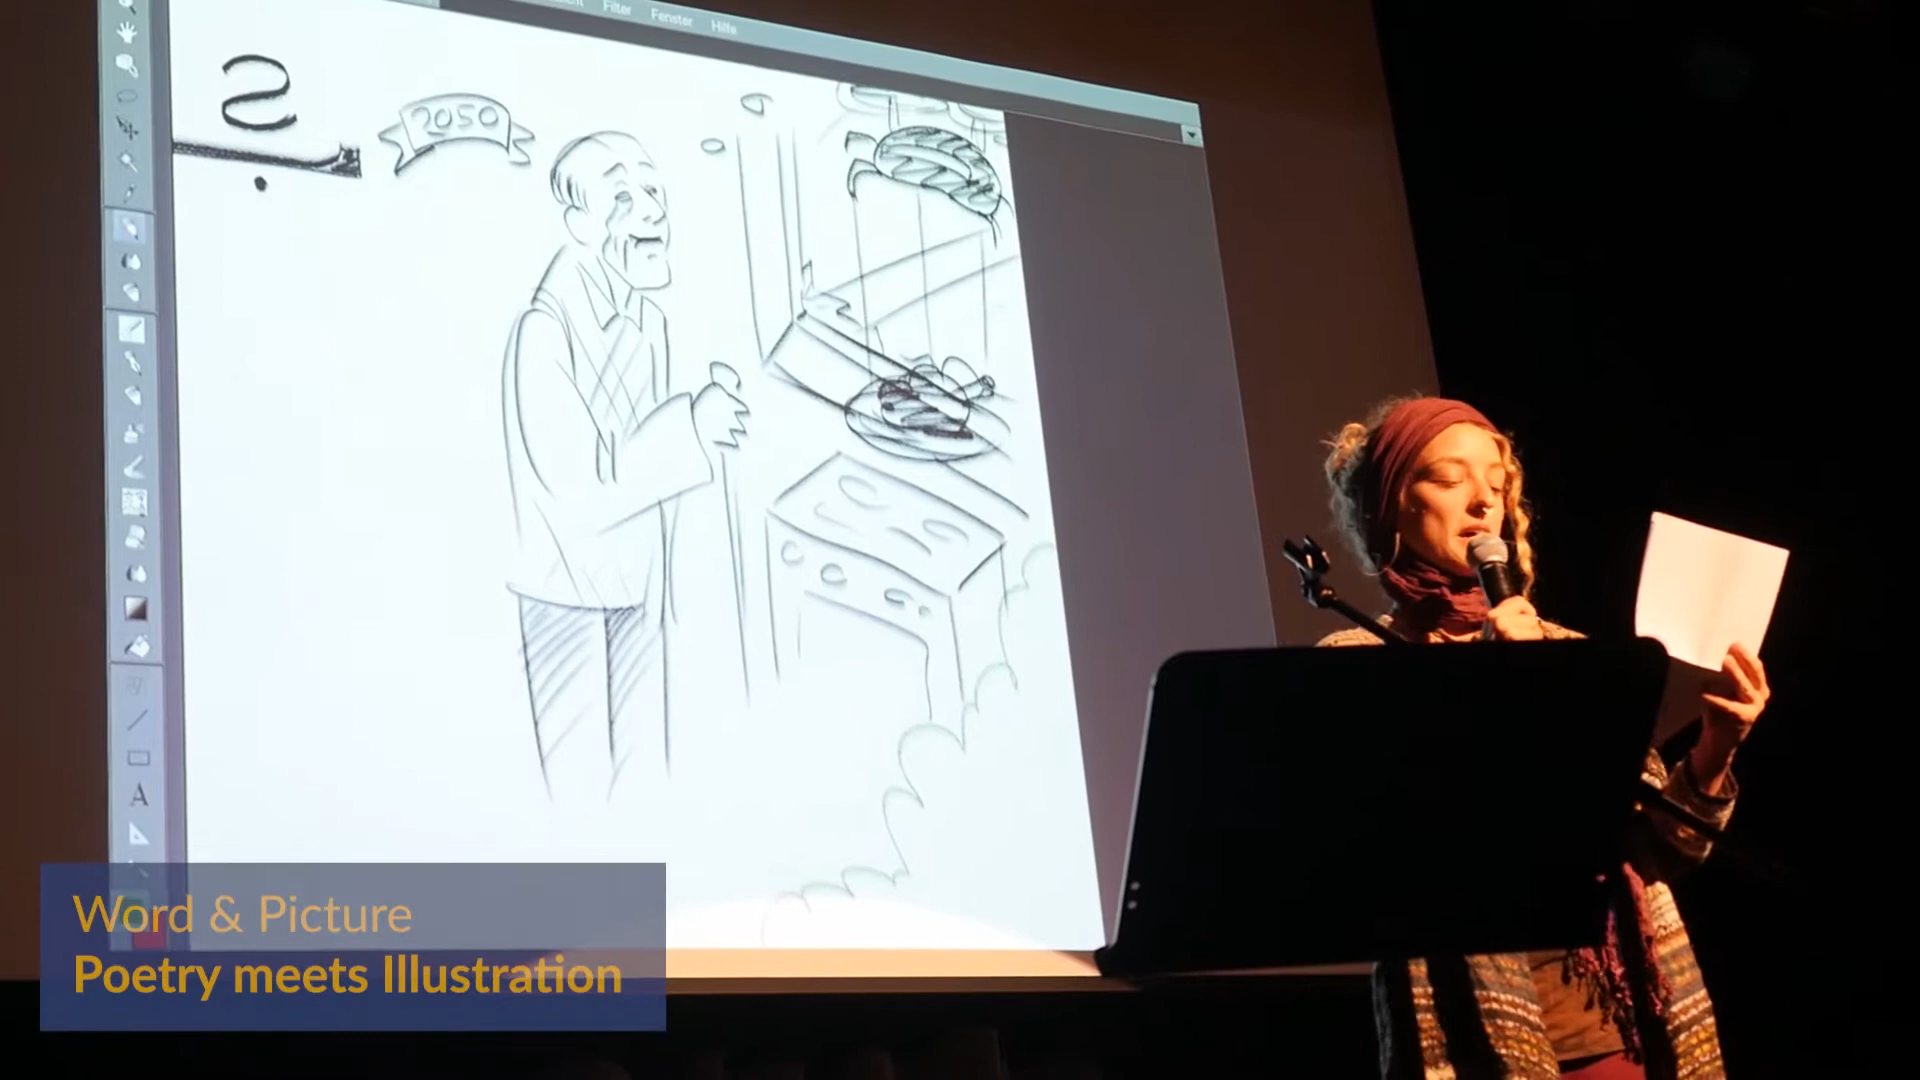 Filter Fenster Hilfe
S
2050
A
Word & Picture
Poetry meets Illustration